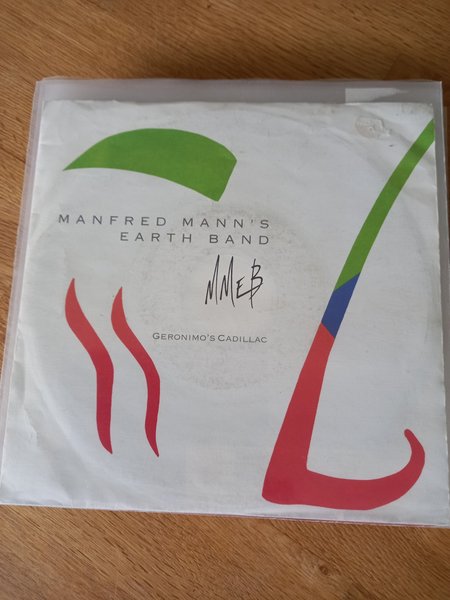 MANFRED MANN'S
EARTH BAND
MMEB
GERONIMO'S CADILLAC